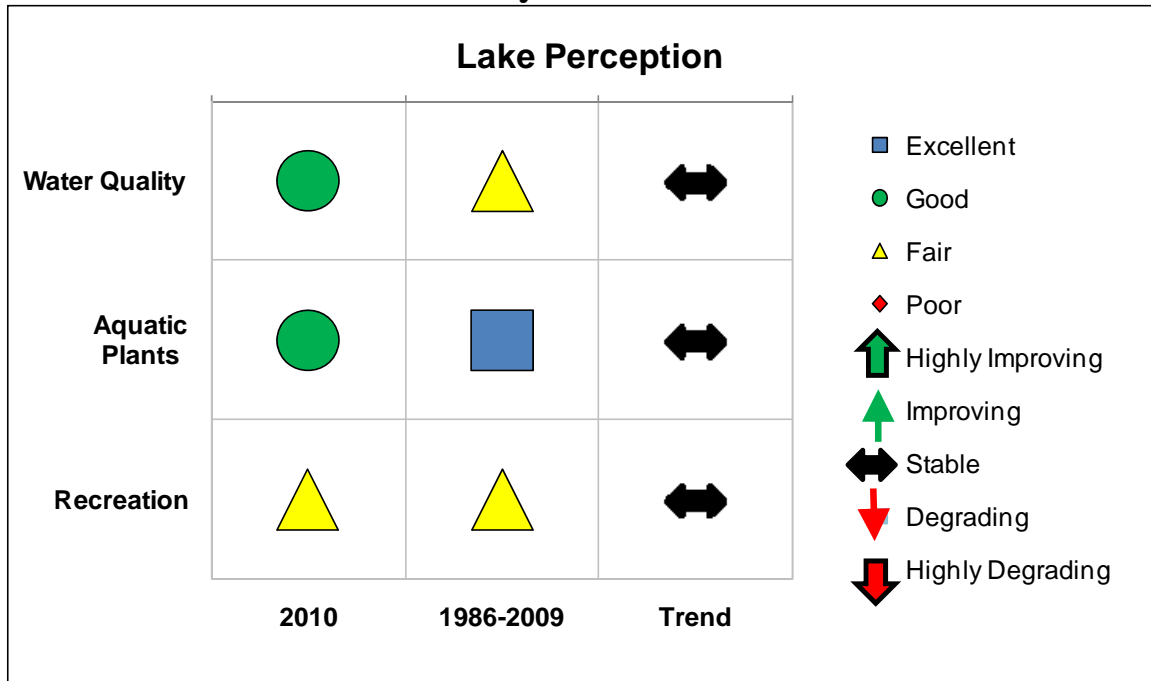 Lake Perception
Water Quality
Aquatic
Plants
Recreation
2010
1986-2009
Trend
Excellent
Good
Fair
Poor
Highly Improving
Improving
Stable
Degrading
Highly Degrading